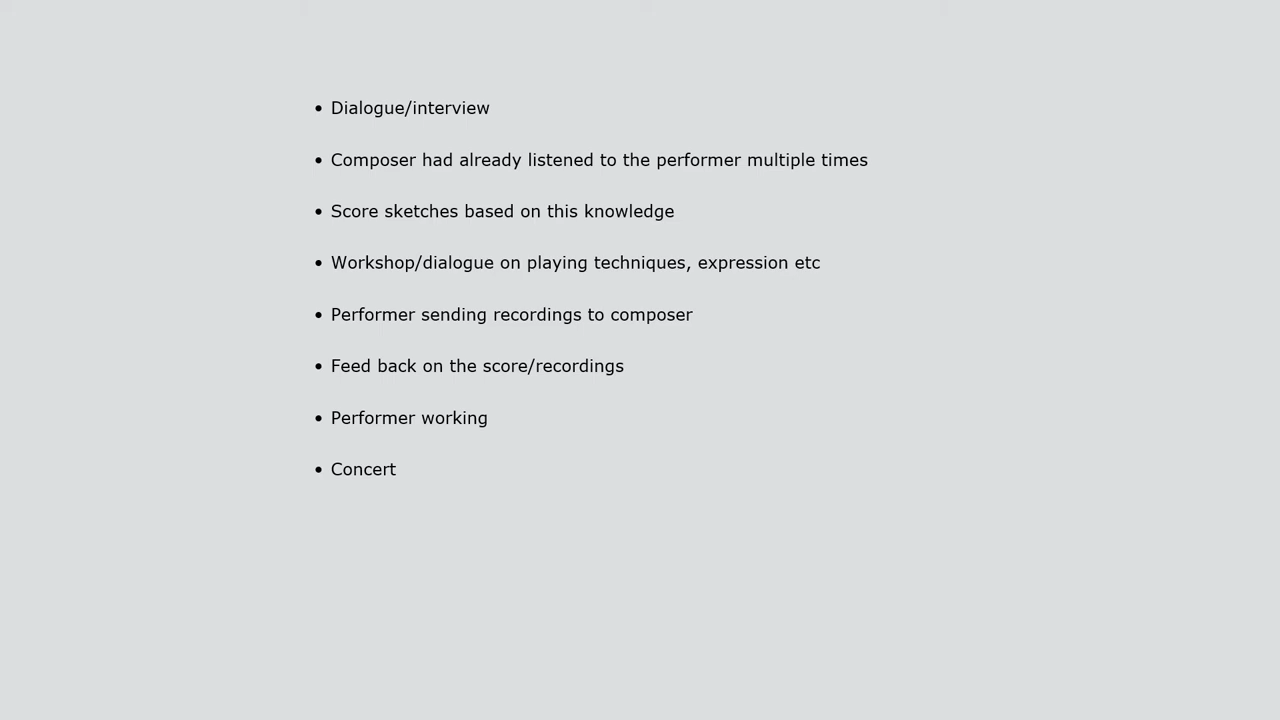 • Dialogue/interview
• Composer had already listened to the performer multiple times
• Score sketches based on this knowledge
• Workshop/dialogue on playing techniques, expression etc
• Performer sending recordings to composer
• Feed back on the score/recordings
• Performer working
• Concert